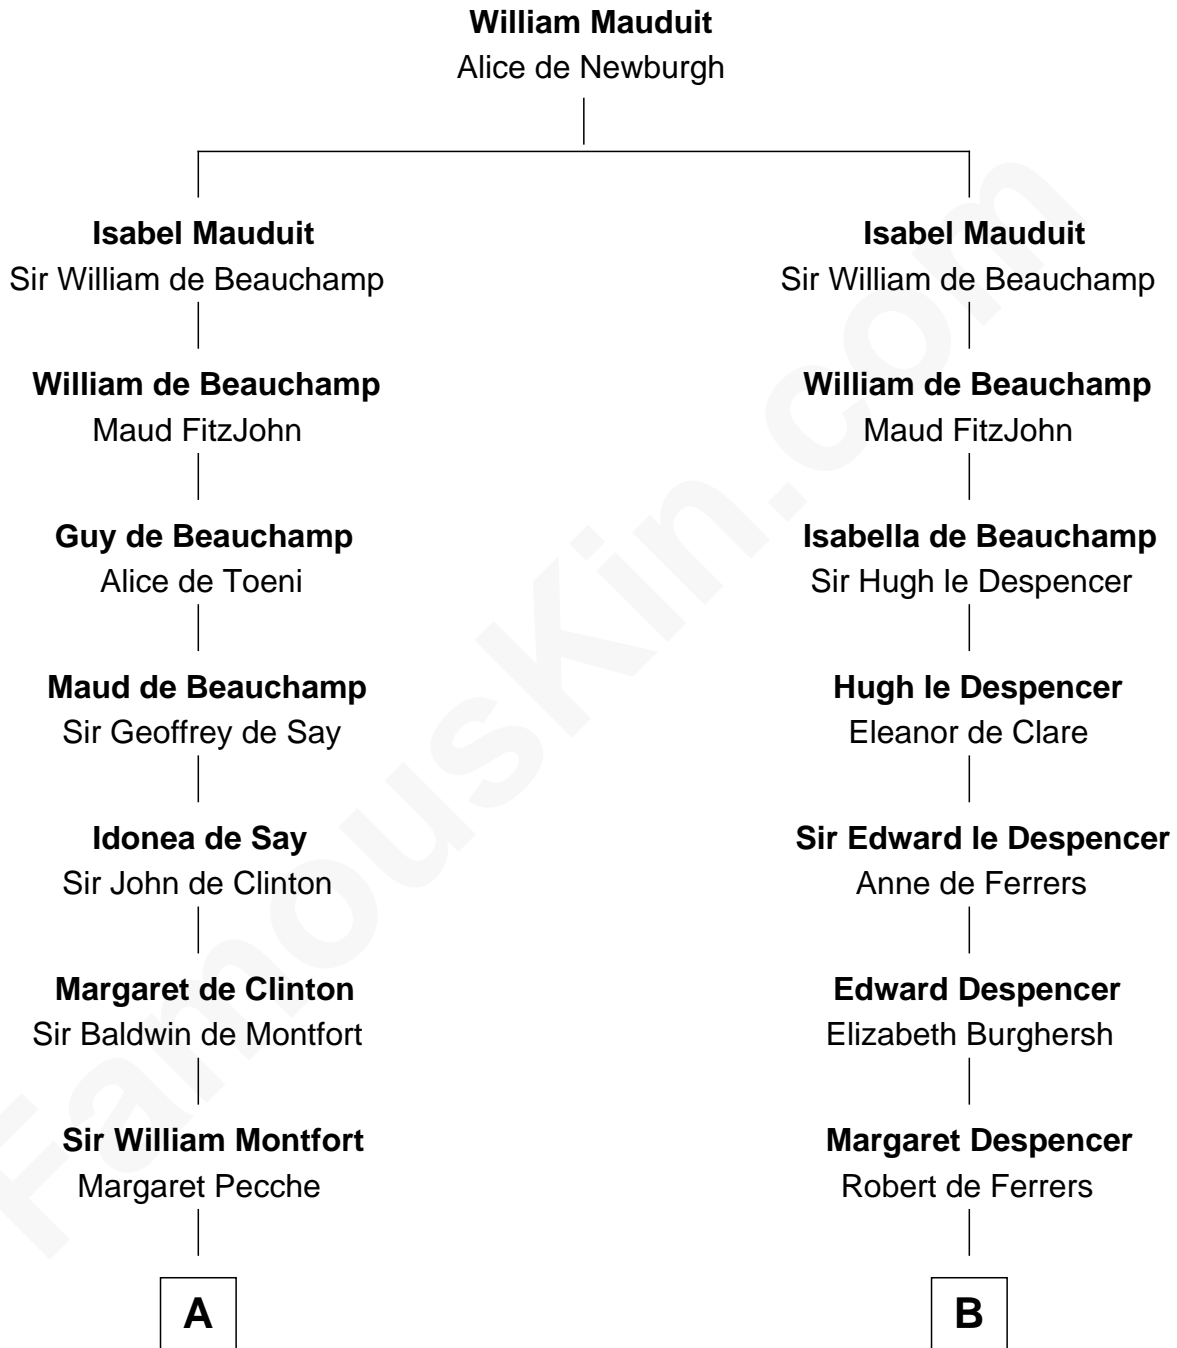 William Mauduit
Alice de Newburgh
Isabel Mauduit
Sir William de Beauchamp
William de Beauchamp
Maud FitzJohn
Guy de Beauchamp
Alice de Toeni
Maud de Beauchamp
Sir Geoffrey de Say
Idonea de Say
Sir John de Clinton
Margaret de Clinton
Sir Baldwin de Montfort
Sir William Montfort
Margaret Pecche
A
Isabel Mauduit
Sir William de Beauchamp
William de Beauchamp
Maud FitzJohn
Isabella de Beauchamp
Sir Hugh le Despencer
Hugh le Despencer
Eleanor de Clare
Sir Edward le Despencer
Anne de Ferrers
Edward Despencer
Elizabeth Burghersh
Margaret Despencer
Robert de Ferrers
B
FamousKin.com